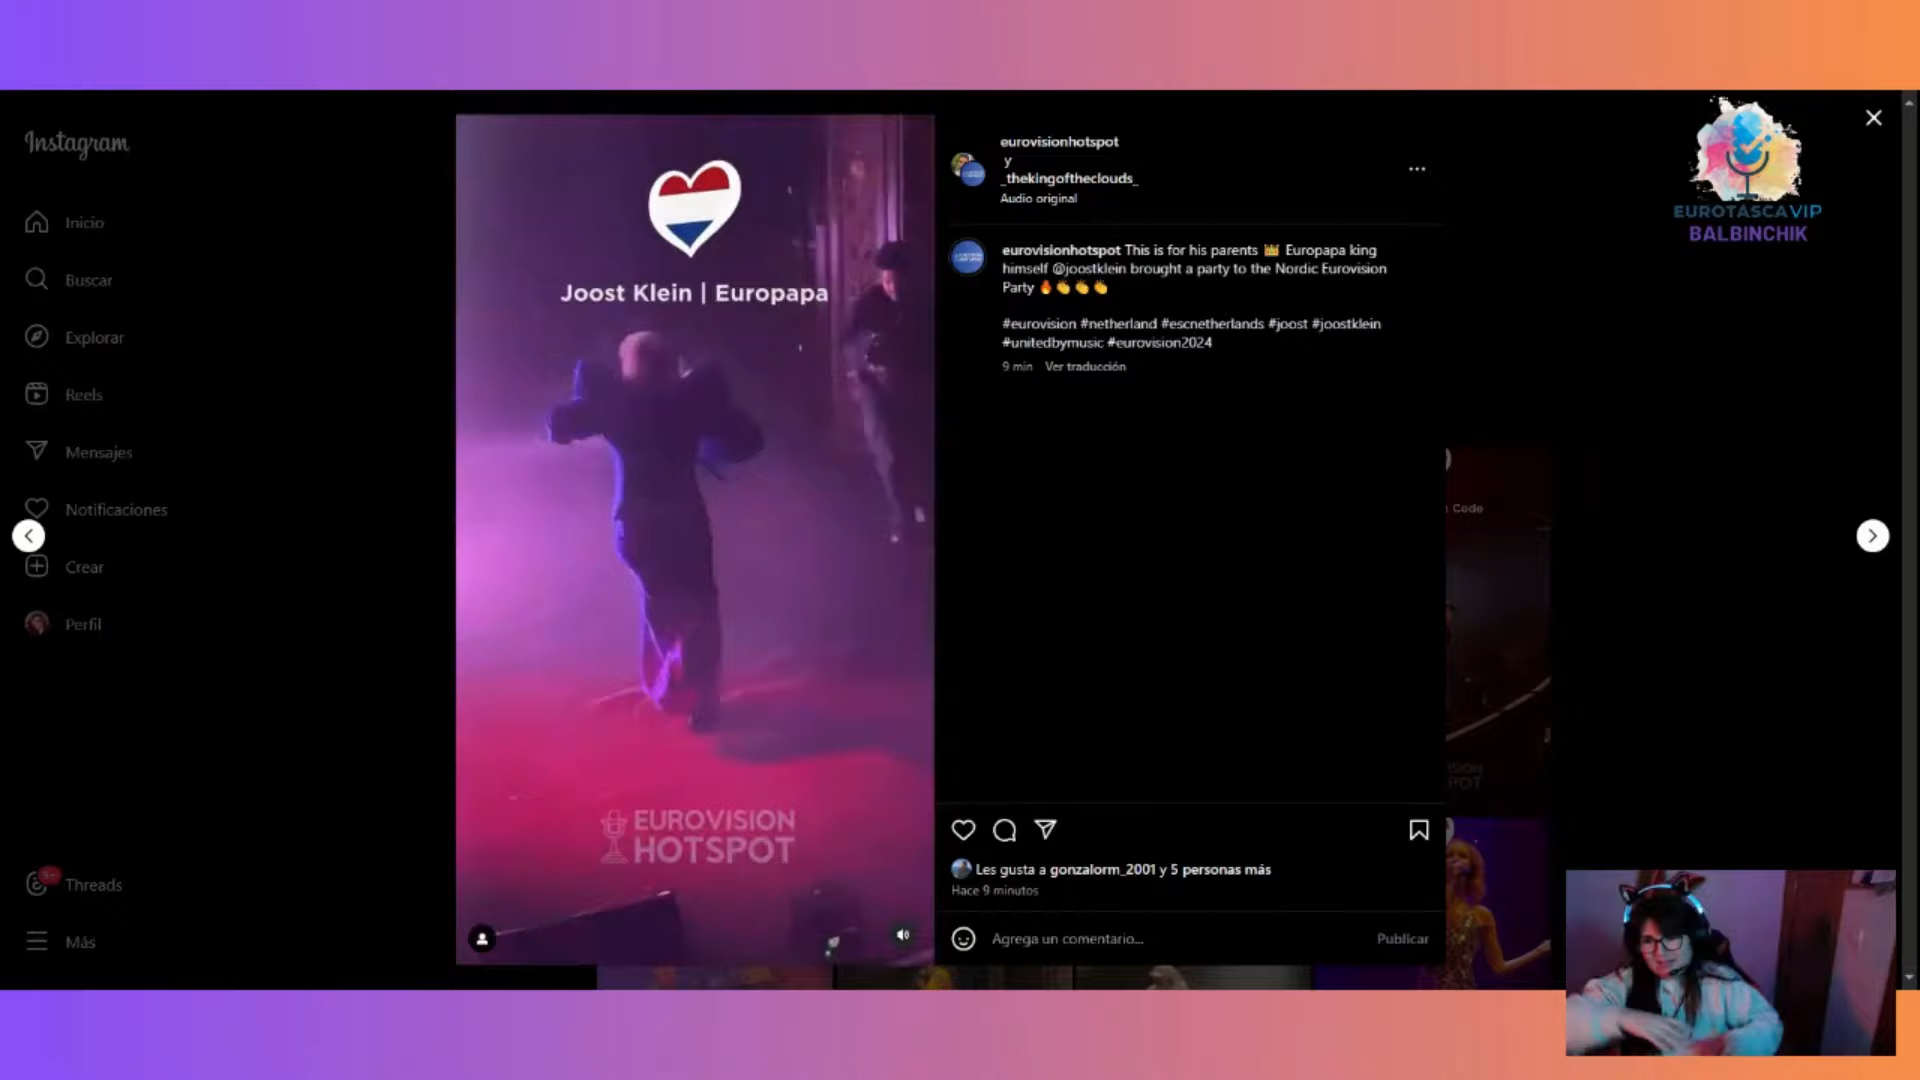 Instagram
Inicio
Buscar
Explorar
Reels
Mensajes
Notificaciones
Crear
Perfil
9+
Threads
Más
Joost Klein | Europapa
EUROVISION
HOTSPOT
eurovisionhotspot
y
_thekingoftheclouds_
Audio original
eurovisionhotspot This is for his parents 👑 Europapa king
himself @joostklein brought a party to the Nordic Eurovision
Party 🔥👏👏👏
#eurovision #netherland #escnetherlands #joost #joostklein
#unitedbymusic #eurovision2024
9 min Ver traducción
Les gusta a gonzalorm_2001 y 5 personas más
Hace 9 minutos
Agrega un comentario...
Publicar
Code
EUROTASCAVIP
BALBINCHIK